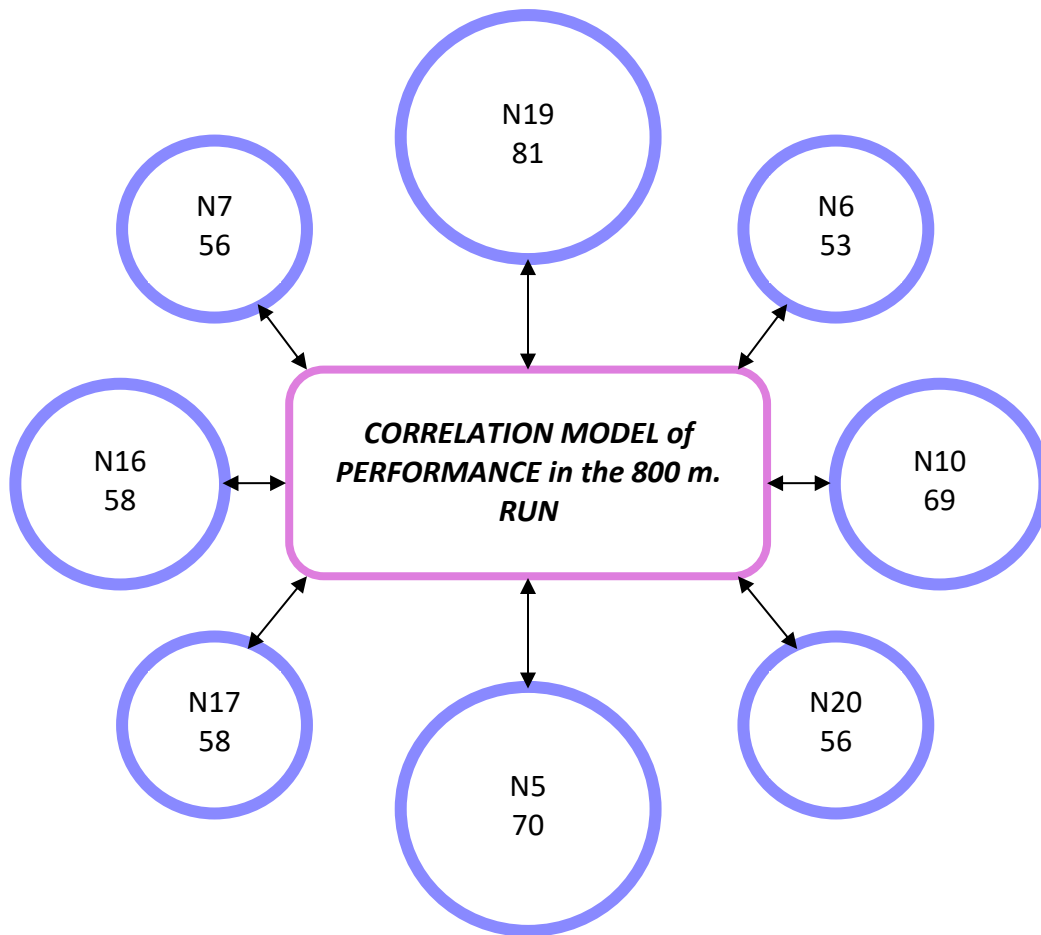 N19
81
N7
56
N6
53
CORRELATION MODEL of
PERFORMANCE in the 800 m.
RUN
N16
58
N10
69
N17
58
N20
56
N5
70